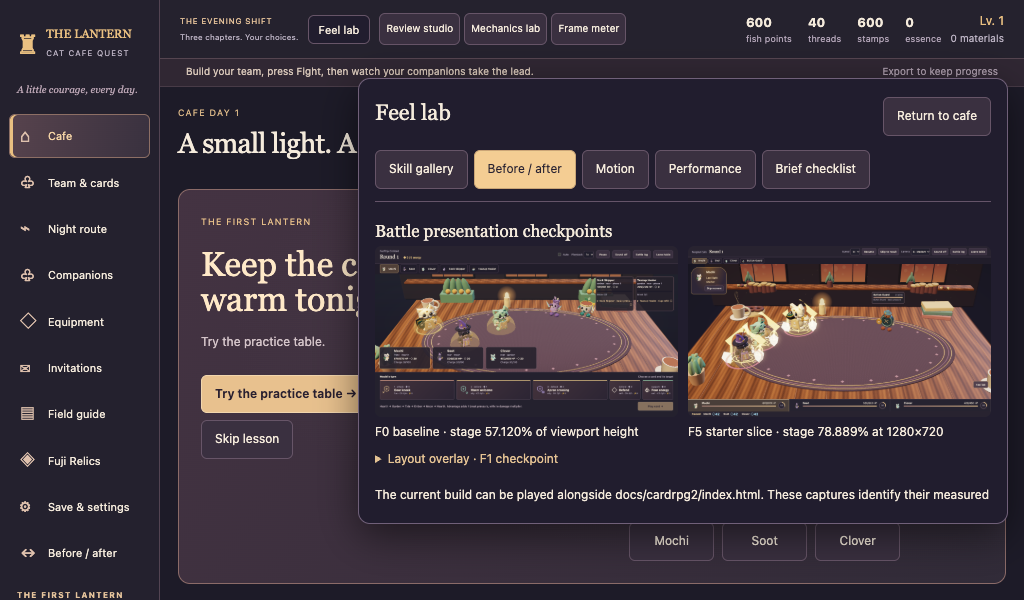 THE LANTERN
CAT CAFE QUEST
A little courage, every day.
Cafe
Team & cards
Night route
Companions
Equipment
Invitations
Field guide
Fuji Relics
Save & settings
Before / after
THE FIRST LANTERN
THE EVENING SHIFT
Three chapters. Your choices.
Feel lab
Review studio
Mechanics lab
Frame meter
600
fish points
40
threads
600
stamps
0
essence
Lv. 1
0 materials
Build your team, press Fight, then watch your companions take the lead.
Export to keep progress
CAFE DAY 1
A small light. A
THE FIRST LANTERN
Keep the c
warm tonig
Try the practice table.
Try the practice table →
Skip lesson
Feel lab
Return to cafe
Skill gallery
Before / after
Motion
Performance
Brief checklist
Battle presentation checkpoints
F0 baseline · stage 57.120% of viewport height
F5 starter slice · stage 78.889% at 1280×720
Layout overlay · F1 checkpoint
The current build can be played alongside docs/cardrpg2/index.html. These captures identify their measured
Mochi
Soot
Clover